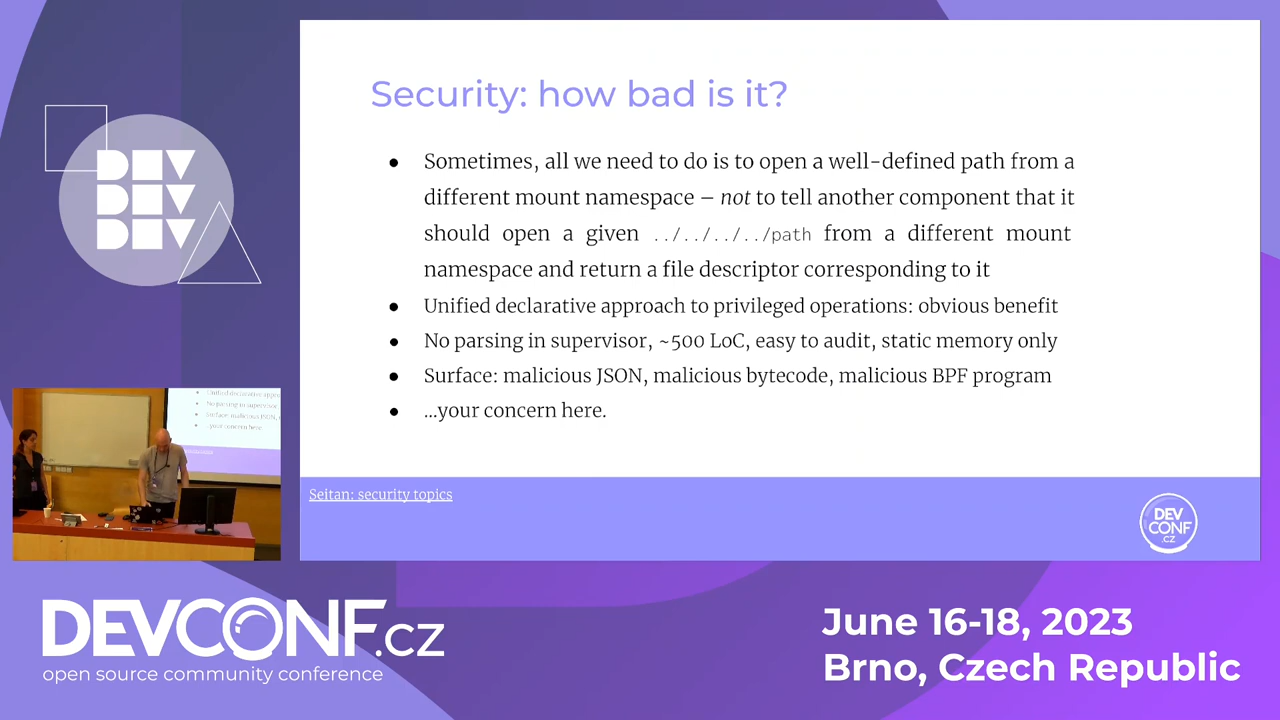 DEV
DEV
DEV
Security: how bad is it?
● Sometimes, all we need to do is to open a well-defined path from a
different mount namespace – not to tell another component that it
should open a given ../../../../path from a different mount
namespace and return a file descriptor corresponding to it
● Unified declarative approach to privileged operations: obvious benefit
● No parsing in supervisor, ~500 LoC, easy to audit, static memory only
● Surface: malicious JSON, malicious bytecode, malicious BPF program
● ...your concern here.
Seitan: security topics
DEV
CONF
.CZ
DEVCONF.cz
open source community conference
June 16-18, 2023
Brno, Czech Republic